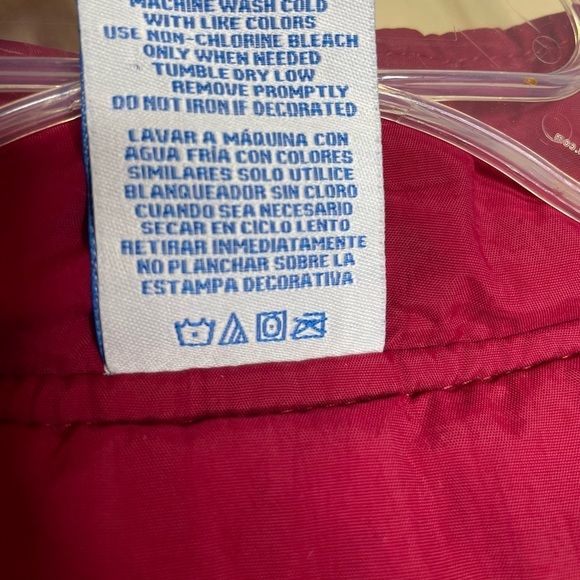 MACHINE WASH COLD
WITH LIKE COLORS
USE NON-CHLORINE BLEACH
ONLY WHEN NEEDED
TUMBLE DRY LOW
REMOVE PROMPTLY
DO NOT IRON IF DECORATED
LAVAR A MÁQUINA CON
AGUA FRÍA CON COLORES
SIMILARES SOLO UTILICE
BLANQUEADOR SIN CLORO
CUANDO SEA NECESARIO
SECAR EN CICLO LENTO
RETIRAR INMEDIATAMENTE
NO PLANCHAR SOBRE LA
ESTAMPA DECORATIVA